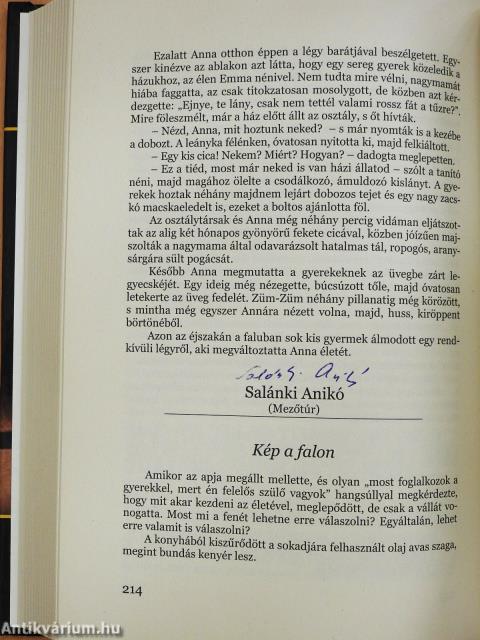 Ezalatt Anna otthon éppen a légy barátjával beszélgetett. Egy-
szer kinézve az ablakon azt látta, hogy egy sereg gyerek közeledik a
házukhoz, az élen Emma nénivel. Nem tudta mire vélni, nagymamát
hiába faggatta, az csak titokzatosan mosolygott, de közben azt kér-
dezgette: „Ejnye, te lány, csak nem tettél valami rossz fát a tűzre?”.
Mire föleszmélt, már a ház előtt állt az osztály, s őt hívták.
– Nézd, Anna, mit hoztunk neked? – s már nyomták is a kezébe
a dobozt. A leányka félénken, óvatosan nyitotta ki, majd felkiáltott.
– Egy kis cica! Nekem? Miért? Hogyan? – dadogta meglepetten.
– Ez a tiéd, most már neked is van házi állatod – szólt a tanító
néni, majd magához ölelte a csodálkozó, ámuldozó kislányt. A gye-
rekek hoztak néhány majdnem lejárt dobozos tejet és egy nagy zacs-
kó macskaeledelt is, ezeket a boltos ajánlotta föl.
Az osztálytársak és Anna még néhány percig vidáman eljátszot-
tak az alig két hónapos gyönyörű fekete cicával, közben jóízűen maj-
szolták a nagymama által odavarázsolt hatalmas tál, ropogós, arany-
sárgára sült pogácsát.
Később Anna megmutatta a gyerekeknek az üvegbe zárt le-
gyecskéjét. Egy ideig még nézegette, búcsúzott tőle, majd óvatosan
letekerte az üveg fedelét. Züm-Züm néhány pillanatig még körözött,
s mintha még egyszer Annára nézett volna, majd, huss, kiröppent
börtönéből.
Azon az éjszakán a faluban sok kis gyermek álmodott egy rend-
kívüli légyről, aki megváltoztatta Anna életét.
Salánki Anikó
Salánki Anikó
(Mezőtúr)
Kép a falon
Amikor az apja megállt mellette, és olyan „most foglalkozok a
gyerekkel, mert én felelős szülő vagyok” hangsúllyal megkérdezte,
hogy mit akar kezdeni az életével, meglepődött, de csak a vállát vo-
nogatta. Most mi a fenét lehetne erre válaszolni? Egyáltalán, lehet
erre valamit is válaszolni?
A konyhából kiszűrődött a sokadjára felhasznált olaj avas szaga,
megint bundás kenyér lesz.
214
Antikvárium.hu